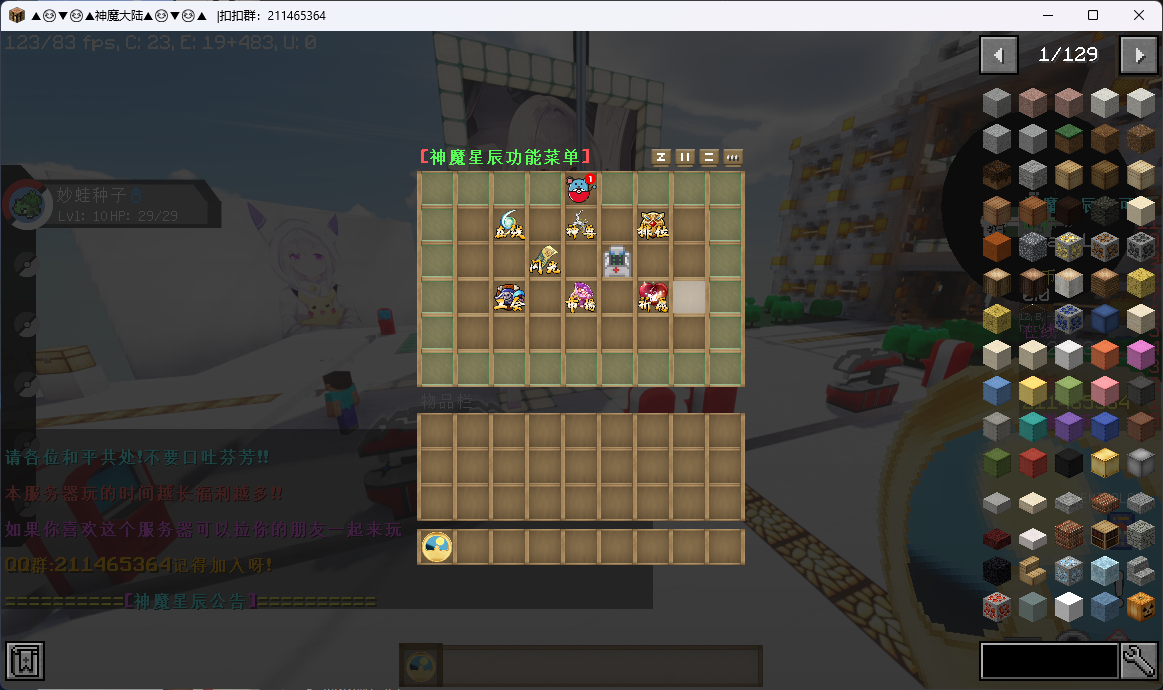 ▲▼▲神魔大陆▲▼▲ |扣扣群: 211465364
123/83 fps, C: 23, E: 19+483, U: 0
1/129
[神魔星辰功能菜单]
妙蛙种子
Lv1: 10 HP: 29/29
1
排位
市场
物品栏
请各位和平共处!不要口吐芬芳!!
本服务器玩的时间越长福利越多!!
如果你喜欢这个服务器可以拉你的朋友一起来玩
QQ群:211465364记得加入呀!
==========[神魔星辰公告]==========